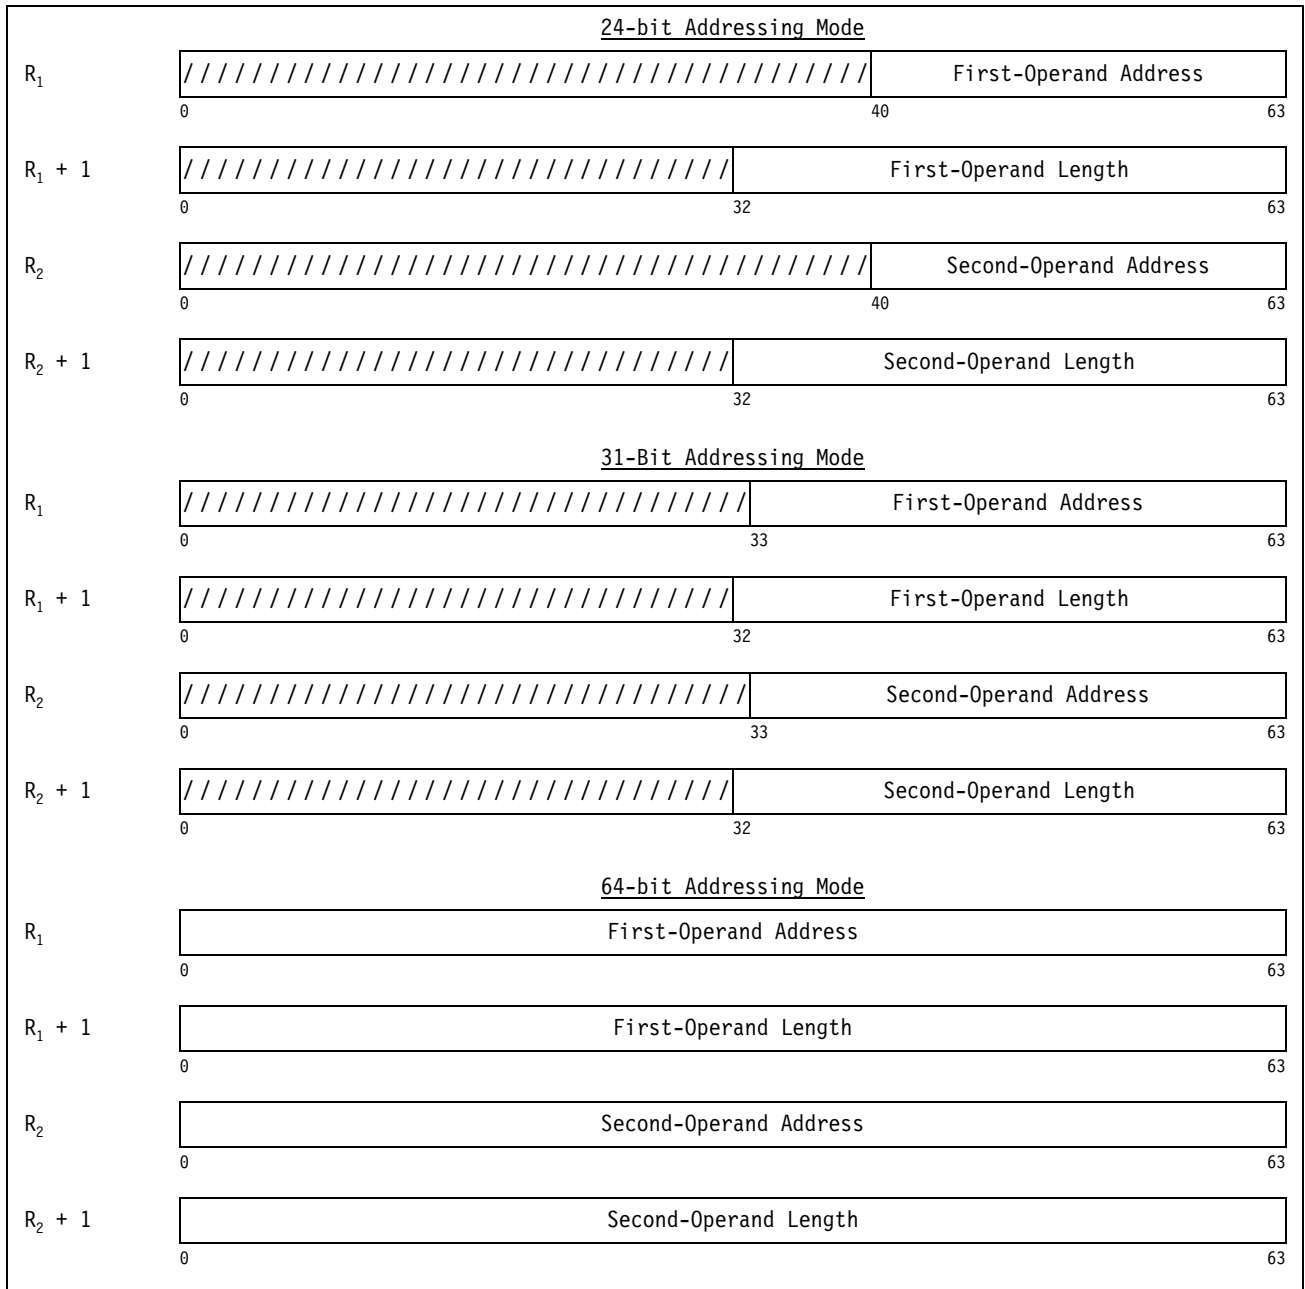 24-bit Addressing Mode
R₁ ////////////////////////////////////////First-Operand Address
0 40 63
R₁ + 1 ////////////////////////////////First-Operand Length
0 32 63
R₂ ////////////////////////////////////////Second-Operand Address
0 40 63
R₂ + 1 ////////////////////////////////Second-Operand Length
0 32 63
31-Bit Addressing Mode
R₁ /////////////////////////////////First-Operand Address
0 33 63
R₁ + 1 ////////////////////////////////First-Operand Length
0 32 63
R₂ /////////////////////////////////Second-Operand Address
0 33 63
R₂ + 1 ////////////////////////////////Second-Operand Length
0 32 63
64-bit Addressing Mode
R₁ First-Operand Address
0 63
R₁ + 1 First-Operand Length
0 63
R₂ Second-Operand Address
0 63
R₂ + 1 Second-Operand Length
0 63